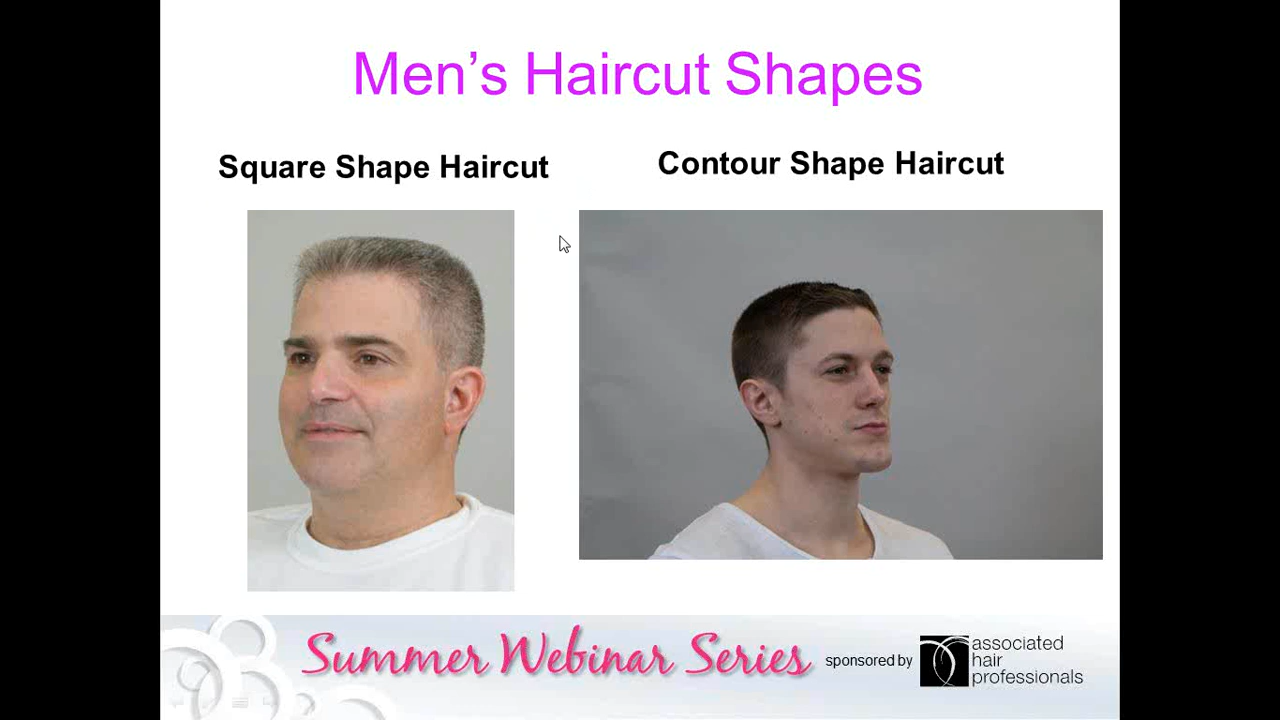 Men’s Haircut Shapes
Square Shape Haircut
Contour Shape Haircut
Summer Webinar Series
sponsored by
associated
hair
professionals